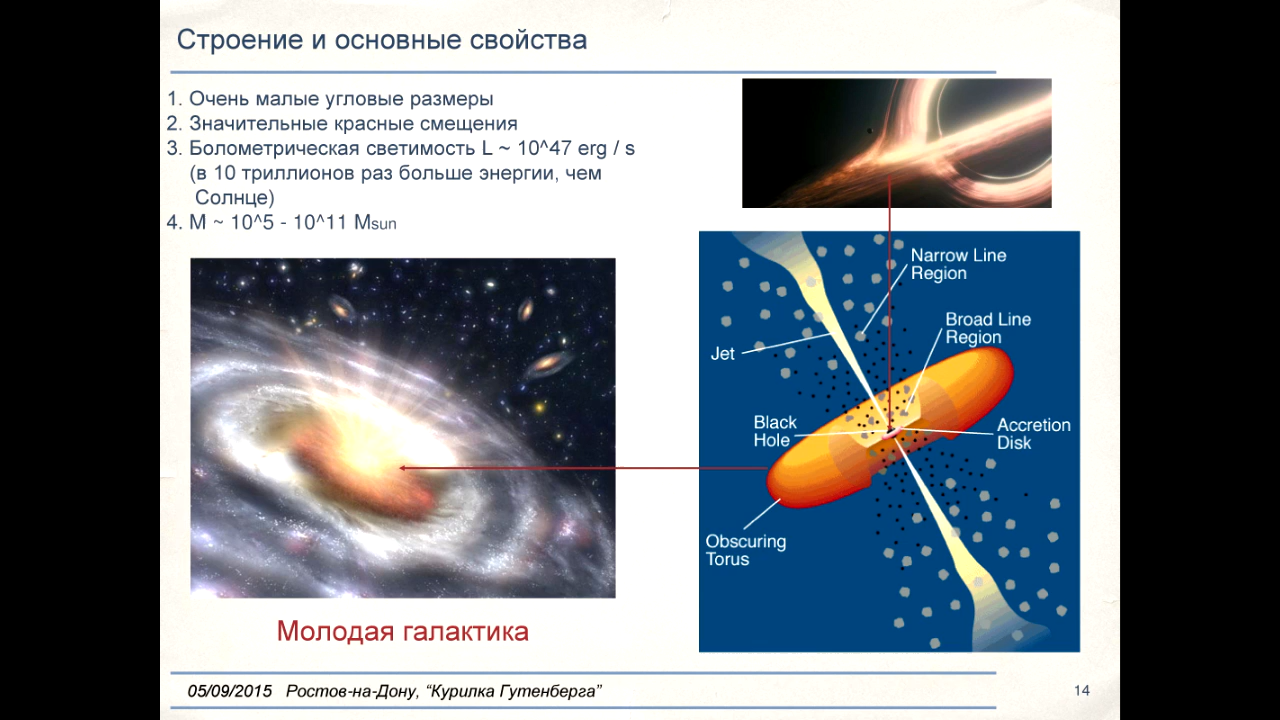 Строение и основные свойства
1. Очень малые угловые размеры
2. Значительные красные смещения
3. Болометрическая светимость L ~ 10^47 erg / s
(в 10 триллионов раз больше энергии, чем
Солнце)
4. M ~ 10^5 - 10^11 Msun
Narrow Line
Region
Broad Line
Region
Jet
Black
Hole
Accretion
Disk
Obscuring
Torus
Молодая галактика
05/09/2015 Ростов-на-Дону, “Курилка Гутенберга”
14